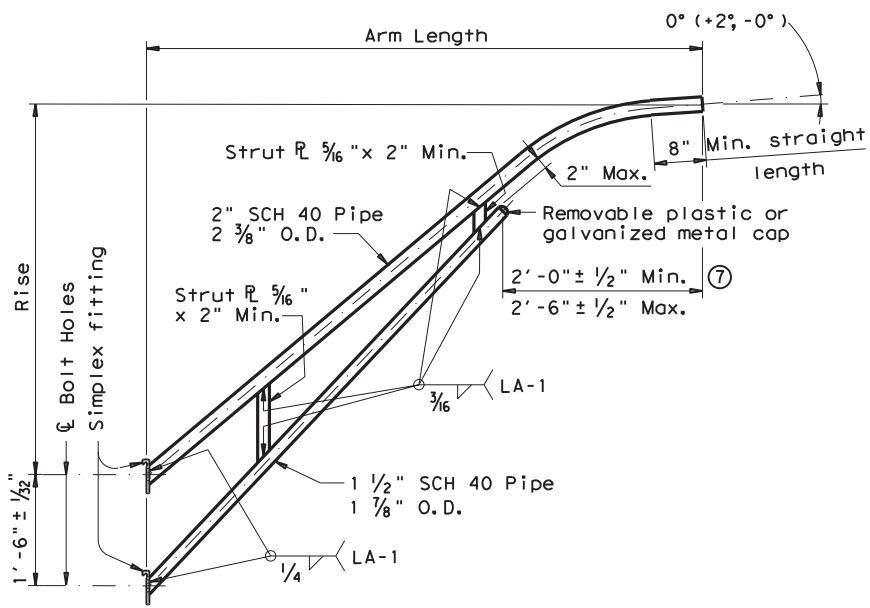 0° (+2°, -0°)
Arm Length
Strut ℞ 5/16 " x 2" Min.
8" Min. straight
length
2" Max.
2" SCH 40 Pipe
2 3/8" O.D.
Removable plastic or
galvanized metal cap
Rise
℄ Bolt Holes
Simplex fitting
Strut ℞ 5/16 "
x 2" Min.
2'-0"± 1/2" Min. ⑦
2'-6"± 1/2" Max.
3/16
LA-1
1 1/2" SCH 40 Pipe
1 7/8" O.D.
1'-6"± 1/32"
1/4
LA-1